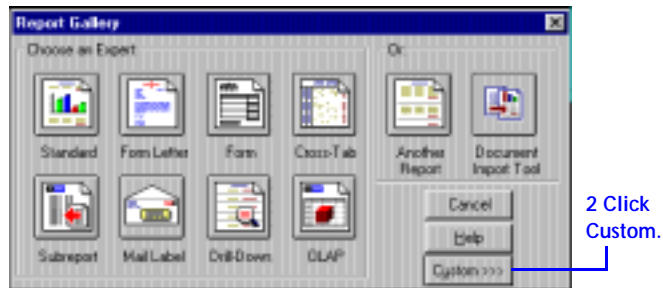 Report Gallery
Choose an Expert
Or
Standard
Form Letter
Form
Cross-Tab
Another
Report
Document
Import Tool
Subreport
Mail Label
Drill-Down
OLAP
Cancel
Help
Custom >>>
2 Click
Custom.